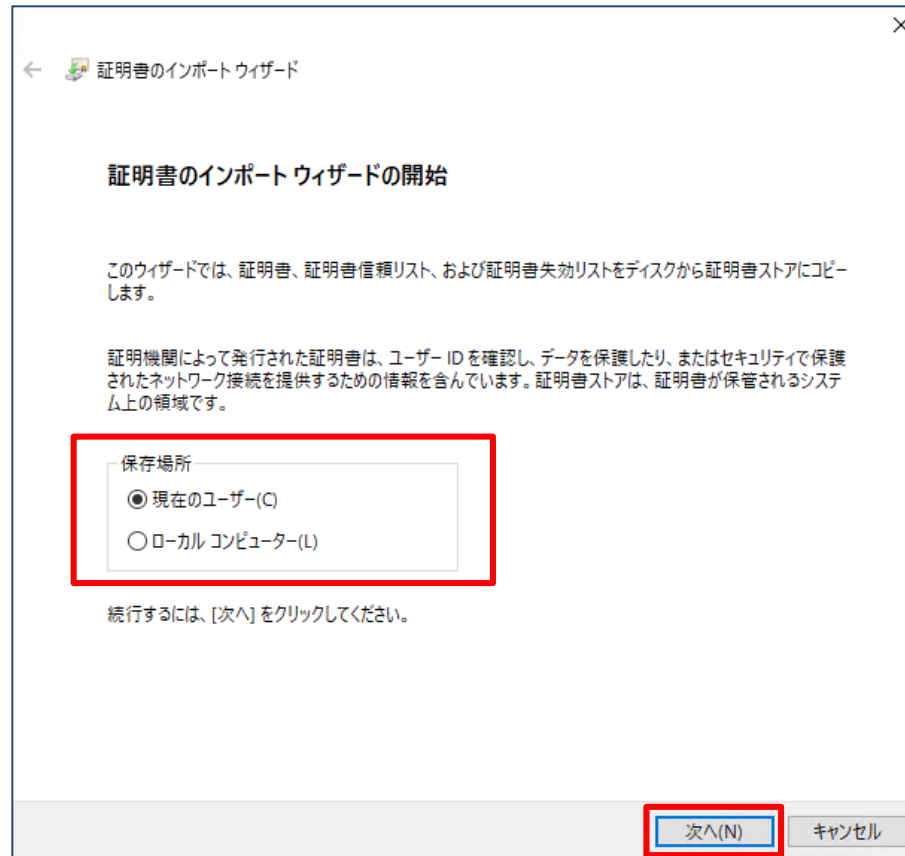 証明書のインポート ウィザード
証明書のインポート ウィザードの開始
このウィザードでは、証明書、証明書信頼リスト、および証明書失効リストをディスクから証明書ストアにコピー
します。
証明機関によって発行された証明書は、ユーザー ID を確認し、データを保護したり、またはセキュリティで保護
されたネットワーク接続を提供するための情報を含んでいます。証明書ストアは、証明書が保管されるシステ
ム上の領域です。
保存場所
現在のユーザー(C)
ローカル コンピューター(L)
続行するには、[次へ] をクリックしてください。
次へ(N) キャンセル